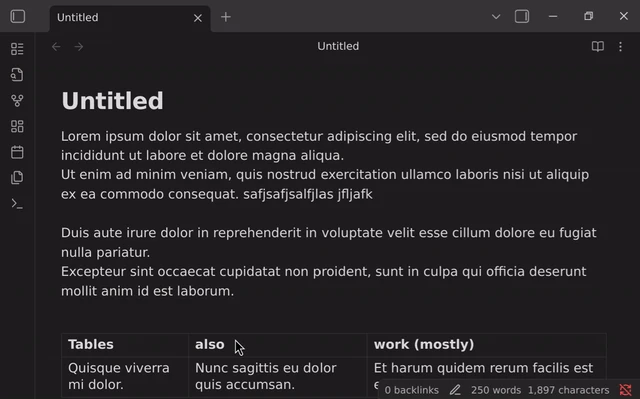 Untitled
Untitled
Untitled
Lorem ipsum dolor sit amet, consectetur adipiscing elit, sed do eiusmod tempor
incididunt ut labore et dolore magna aliqua.
Ut enim ad minim veniam, quis nostrud exercitation ullamco laboris nisi ut aliquip
ex ea commodo consequat. safjsafjsalfjlas jfljafk
Duis aute irure dolor in reprehenderit in voluptate velit esse cillum dolore eu fugiat
nulla pariatur.
Excepteur sint occaecat cupidatat non proident, sunt in culpa qui officia deserunt
mollit anim id est laborum.
Tables also work (mostly)
Quisque viverra Nunc sagittis eu dolor Et harum quidem rerum facilis est
mi dolor. quis accumsan.
0 backlinks 250 words 1,897 characters